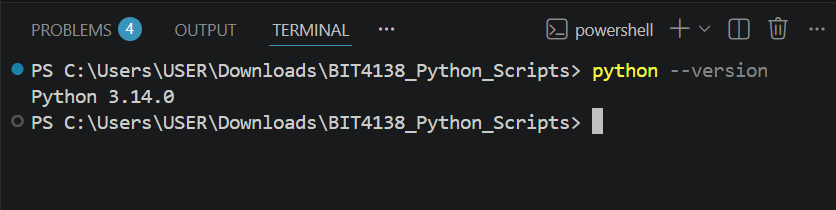 PROBLEMS 4 OUTPUT TERMINAL ··· powershell ···
PS C:\Users\USER\Downloads\BIT4138_Python_Scripts> python --version
Python 3.14.0
PS C:\Users\USER\Downloads\BIT4138_Python_Scripts>